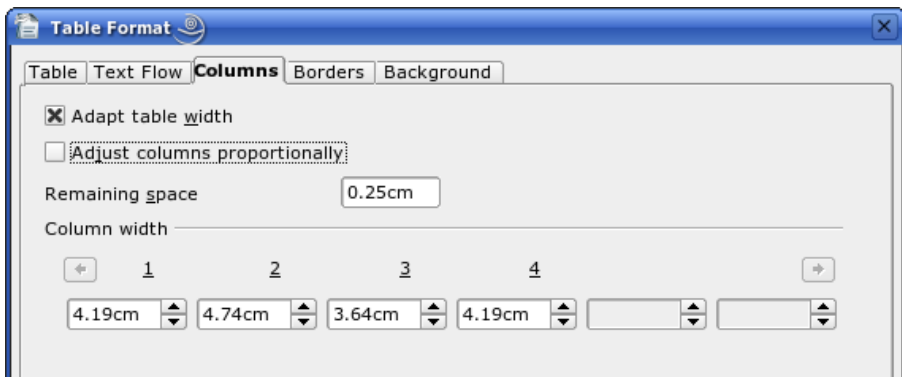 Table Format
Table Text Flow Columns Borders Background
Adapt table width
Adjust columns proportionally
Remaining space 0.25cm
Column width
1 2 3 4
4.19cm 4.74cm 3.64cm 4.19cm